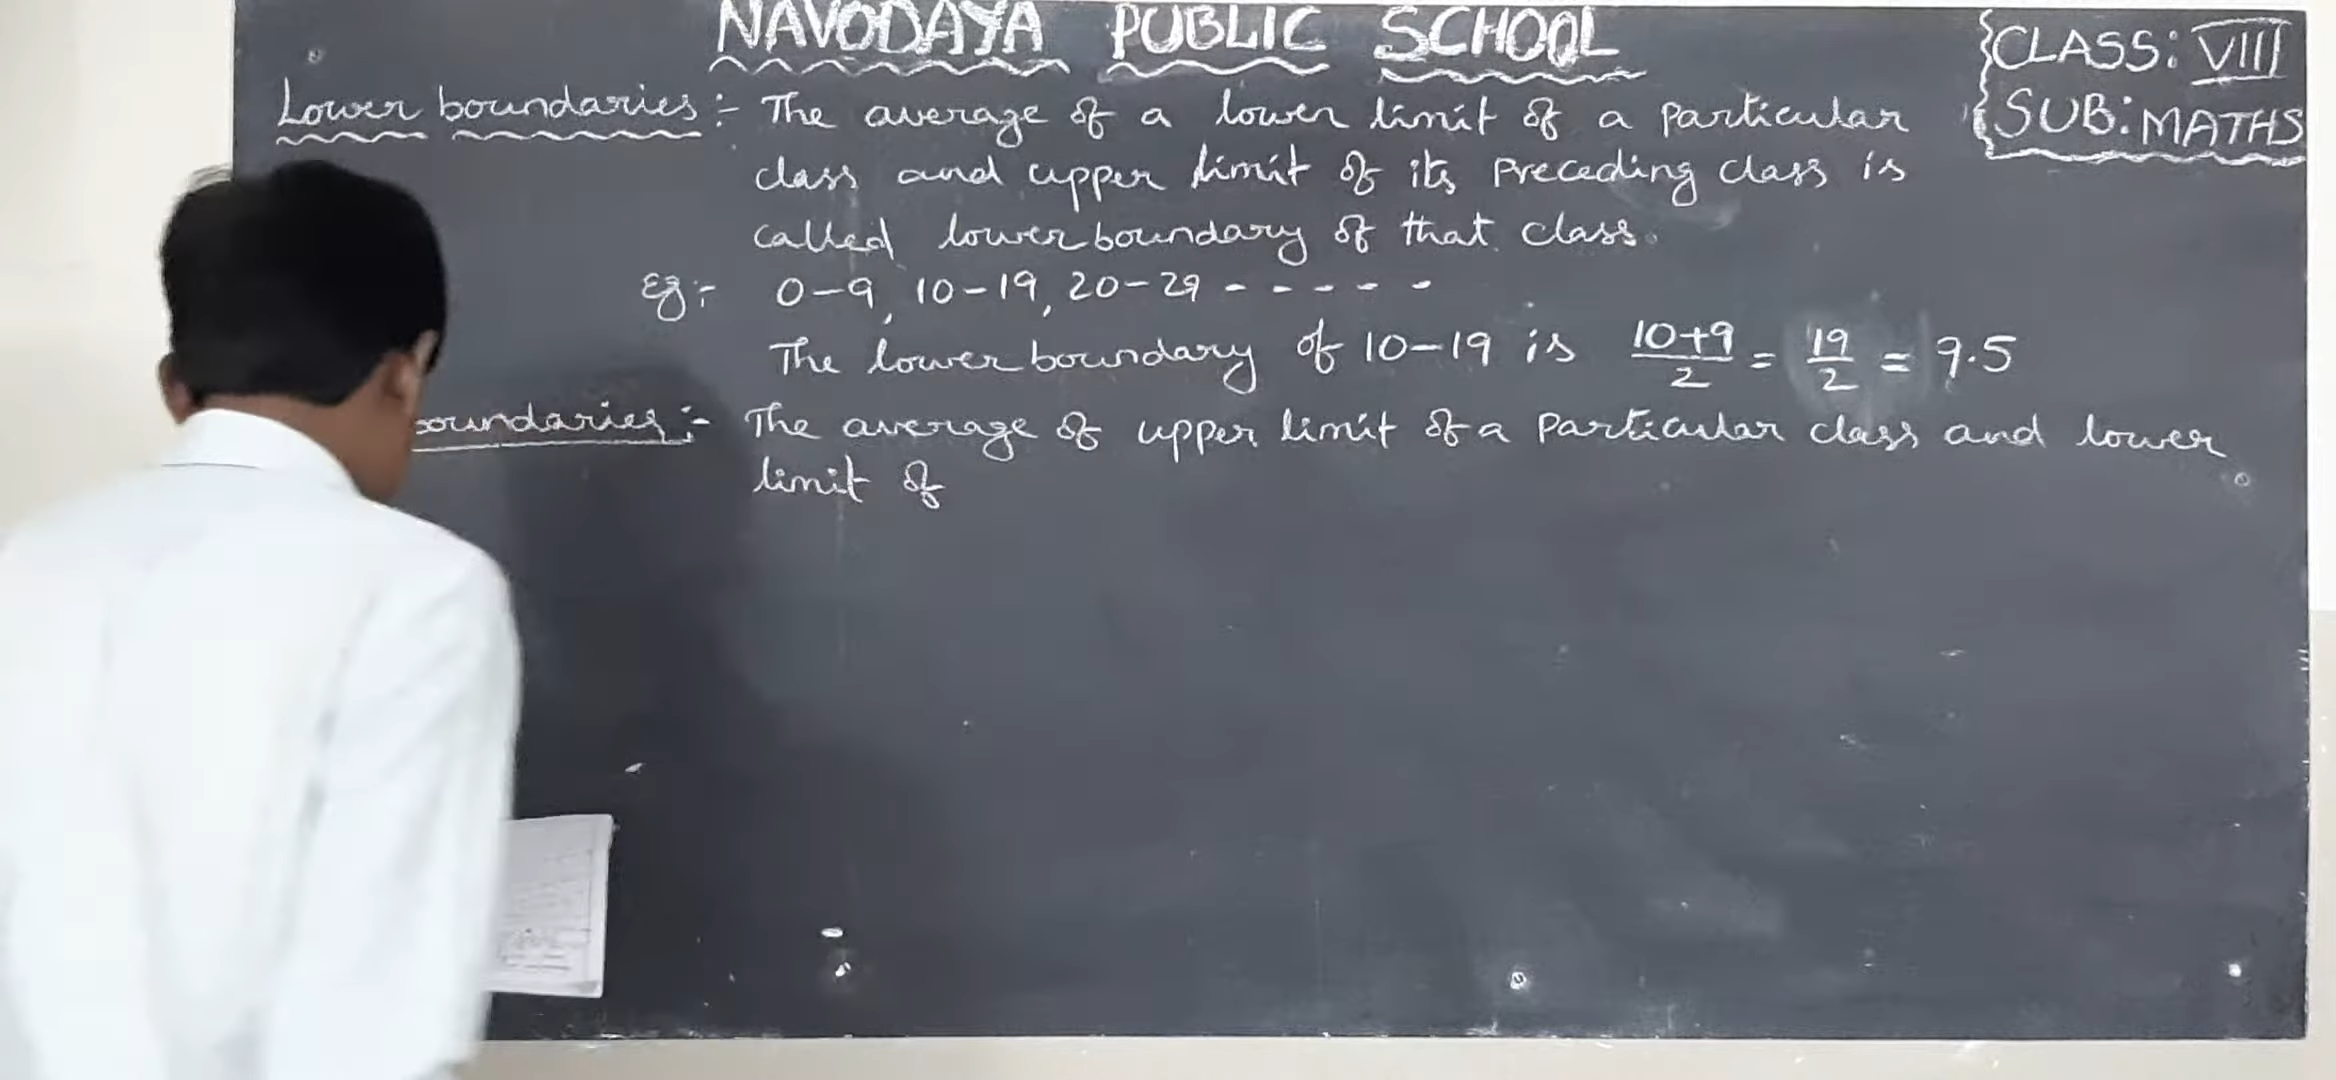 NAVODAYA PUBLIC SCHOOL
CLASS: VIII
SUB: MATHS
Lower boundaries :- The average of a lower limit of a particular
class and upper limit of its preceding class is
called lower boundary of that class.
Eg:- 0-9, 10-19, 20-29 - - - - - -
The lower boundary of 10-19 is 10+9/2 = 19/2 = 9.5
oundaries :- The average of upper limit of a particular class and lower
limit of